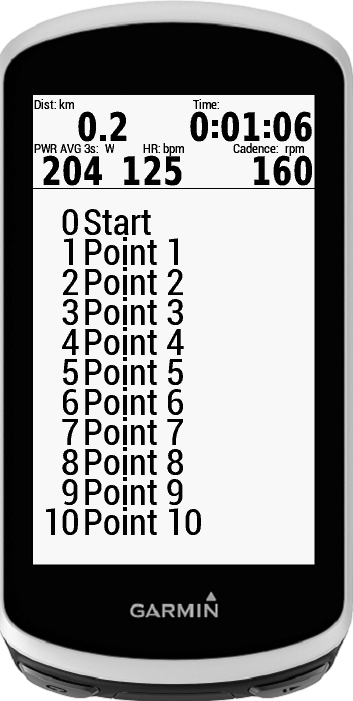 Dist: km Time:
0.2 0:01:06
PWR AVG 3s: W HR: bpm Cadence: rpm
204 125 160
0 Start
1 Point 1
2 Point 2
3 Point 3
4 Point 4
5 Point 5
6 Point 6
7 Point 7
8 Point 8
9 Point 9
10 Point 10
GARMIN